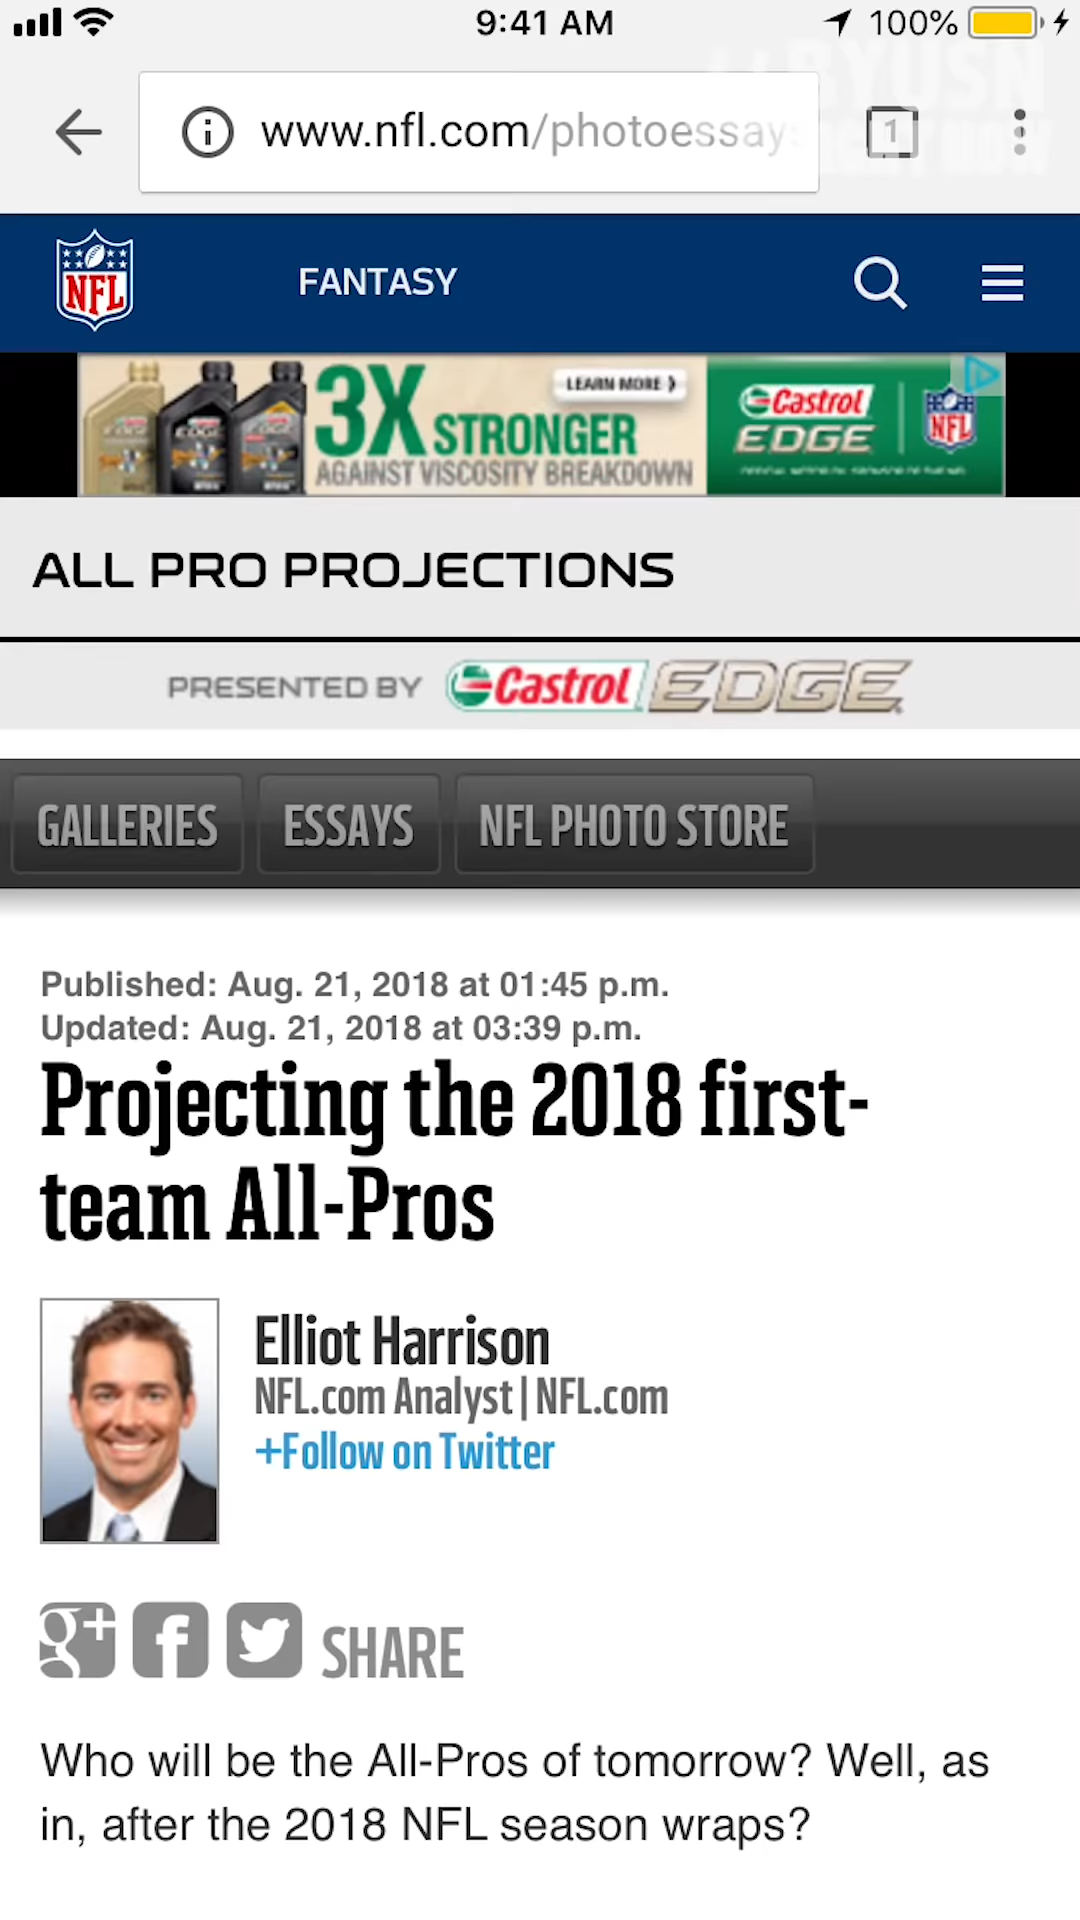 9:41 AM 100%
www.nfl.com/photoessays
1
NFL FANTASY
3X STRONGER
AGAINST VISCOSITY BREAKDOWN
LEARN MORE
Castrol
EDGE
NFL
ALL PRO PROJECTIONS
PRESENTED BY Castrol EDGE
GALLERIES ESSAYS NFL PHOTO STORE
Published: Aug. 21, 2018 at 01:45 p.m.
Updated: Aug. 21, 2018 at 03:39 p.m.
Projecting the 2018 first-
team All-Pros
Elliot Harrison
NFL.com Analyst | NFL.com
+Follow on Twitter
g+ f SHARE
Who will be the All-Pros of tomorrow? Well, as
in, after the 2018 NFL season wraps?